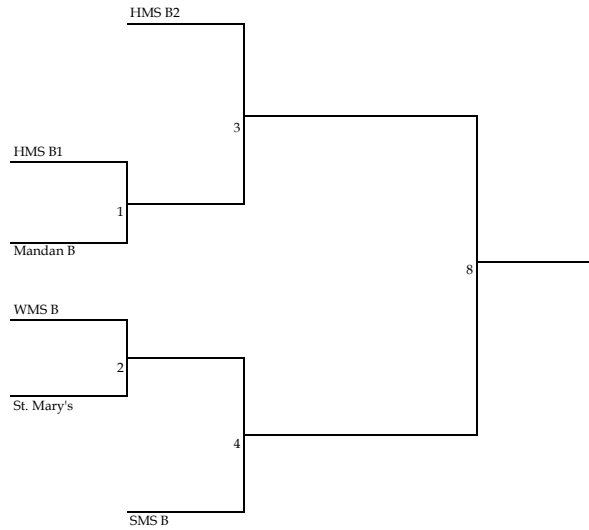 HMS B2
3
HMS B1
1
Mandan B
8
WMS B
2
St. Mary's
4
SMS B